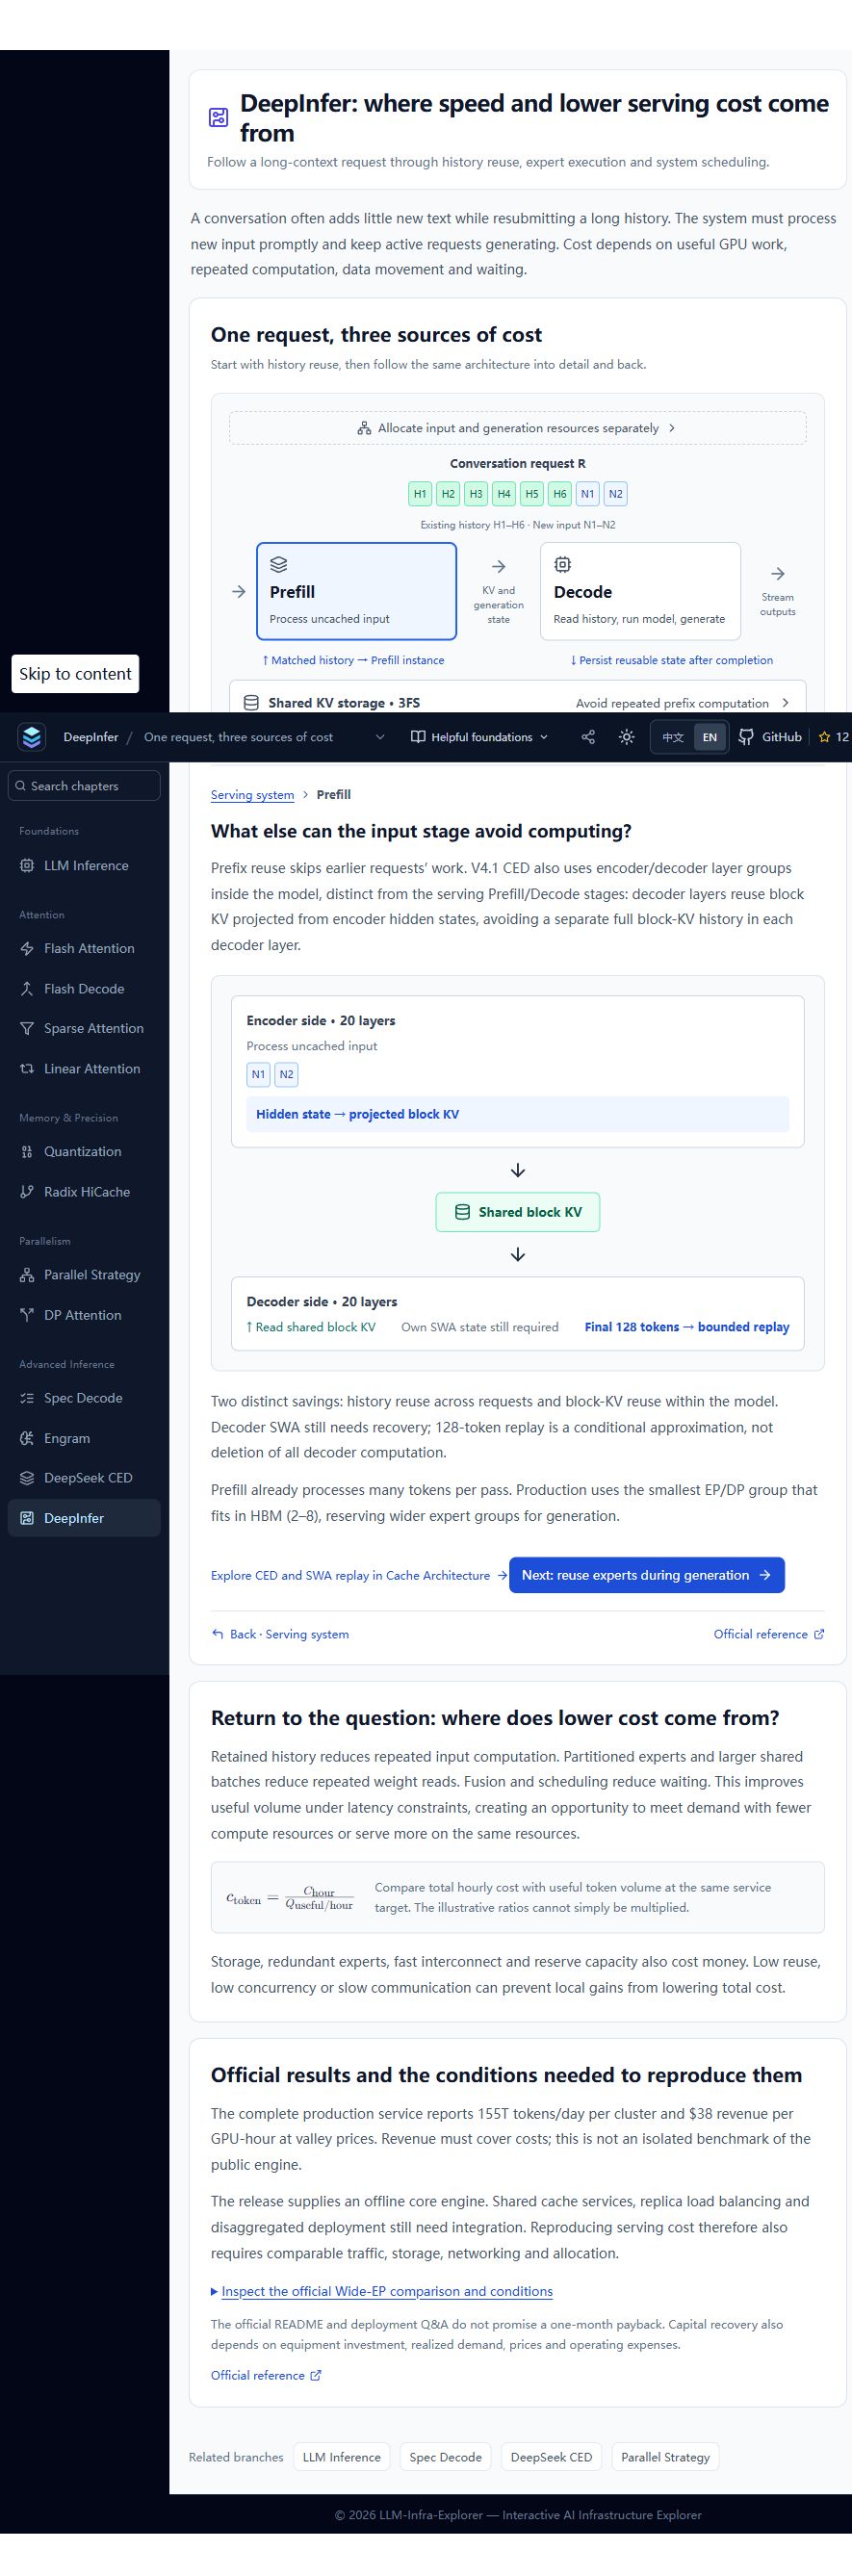 DeepInfer: where speed and lower serving cost come
from
Follow a long-context request through history reuse, expert execution and system scheduling.
A conversation often adds little new text while resubmitting a long history. The system must process
new input promptly and keep active requests generating. Cost depends on useful GPU work,
repeated computation, data movement and waiting.
One request, three sources of cost
Start with history reuse, then follow the same architecture into detail and back.
Allocate input and generation resources separately
Conversation request R
H1 H2 H3 H4 H5 H6 N1 N2
Existing history H1–H6 · New input N1–N2
Prefill
Process uncached input
KV and
generation
state
Decode
Read history, run model, generate
Stream
outputs
↑ Matched history → Prefill instance
↓ Persist reusable state after completion
Skip to content
Shared KV storage • 3FS
Avoid repeated prefix computation
DeepInfer / One request, three sources of cost
Helpful foundations
中文 EN
GitHub
12
Search chapters
Foundations
LLM Inference
Attention
Flash Attention
Flash Decode
Sparse Attention
Linear Attention
Memory & Precision
Quantization
Radix HiCache
Parallelism
Parallel Strategy
DP Attention
Advanced Inference
Spec Decode
Engram
DeepSeek CED
DeepInfer
Serving system > Prefill
What else can the input stage avoid computing?
Prefix reuse skips earlier requests’ work. V4.1 CED also uses encoder/decoder layer groups
inside the model, distinct from the serving Prefill/Decode stages: decoder layers reuse block
KV projected from encoder hidden states, avoiding a separate full block-KV history in each
decoder layer.
Encoder side • 20 layers
Process uncached input
N1 N2
Hidden state → projected block KV
Shared block KV
Decoder side • 20 layers
↑ Read shared block KV
Own SWA state still required
Final 128 tokens → bounded replay
Two distinct savings: history reuse across requests and block-KV reuse within the model.
Decoder SWA still needs recovery; 128-token replay is a conditional approximation, not
deletion of all decoder computation.
Prefill already processes many tokens per pass. Production uses the smallest EP/DP group that
fits in HBM (2–8), reserving wider expert groups for generation.
Explore CED and SWA replay in Cache Architecture →
Next: reuse experts during generation →
Back · Serving system
Official reference
Return to the question: where does lower cost come from?
Retained history reduces repeated input computation. Partitioned experts and larger shared
batches reduce repeated weight reads. Fusion and scheduling reduce waiting. This improves
useful volume under latency constraints, creating an opportunity to meet demand with fewer
compute resources or serve more on the same resources.
c_token = C_hour / Q_useful/hour
Compare total hourly cost with useful token volume at the same service
target. The illustrative ratios cannot simply be multiplied.
Storage, redundant experts, fast interconnect and reserve capacity also cost money. Low reuse,
low concurrency or slow communication can prevent local gains from lowering total cost.
Official results and the conditions needed to reproduce them
The complete production service reports 155T tokens/day per cluster and $38 revenue per
GPU-hour at valley prices. Revenue must cover costs; this is not an isolated benchmark of the
public engine.
The release supplies an offline core engine. Shared cache services, replica load balancing and
disaggregated deployment still need integration. Reproducing serving cost therefore also
requires comparable traffic, storage, networking and allocation.
Inspect the official Wide-EP comparison and conditions
The official README and deployment Q&A do not promise a one-month payback. Capital recovery also
depends on equipment investment, realized demand, prices and operating expenses.
Official reference
Related branches
LLM Inference
Spec Decode
DeepSeek CED
Parallel Strategy
© 2026 LLM-Infra-Explorer — Interactive AI Infrastructure Explorer